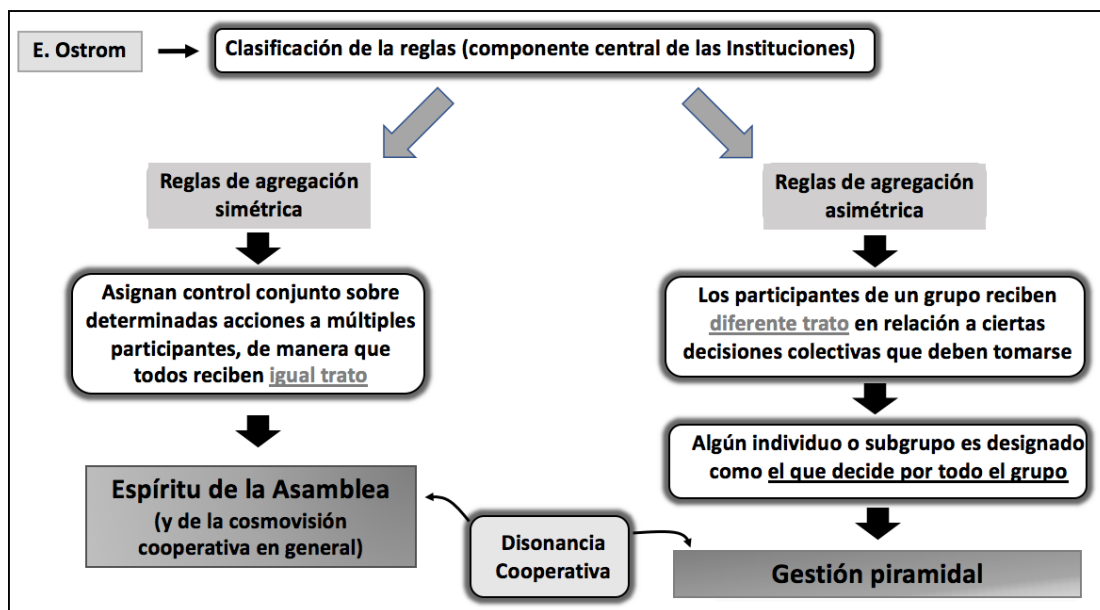 E. Ostrom
Clasificación de la reglas (componente central de las Instituciones)
Reglas de agregación
simétrica
Asignan control conjunto sobre
determinadas acciones a múltiples
participantes, de manera que
todos reciben igual trato
Espíritu de la Asamblea
(y de la cosmovisión
cooperativa en general)
Reglas de agregación
asimétrica
Los participantes de un grupo reciben
diferente trato en relación a ciertas
decisiones colectivas que deben tomarse
Algún individuo o subgrupo es designado
como el que decide por todo el grupo
Gestión piramidal
Disonancia
Cooperativa